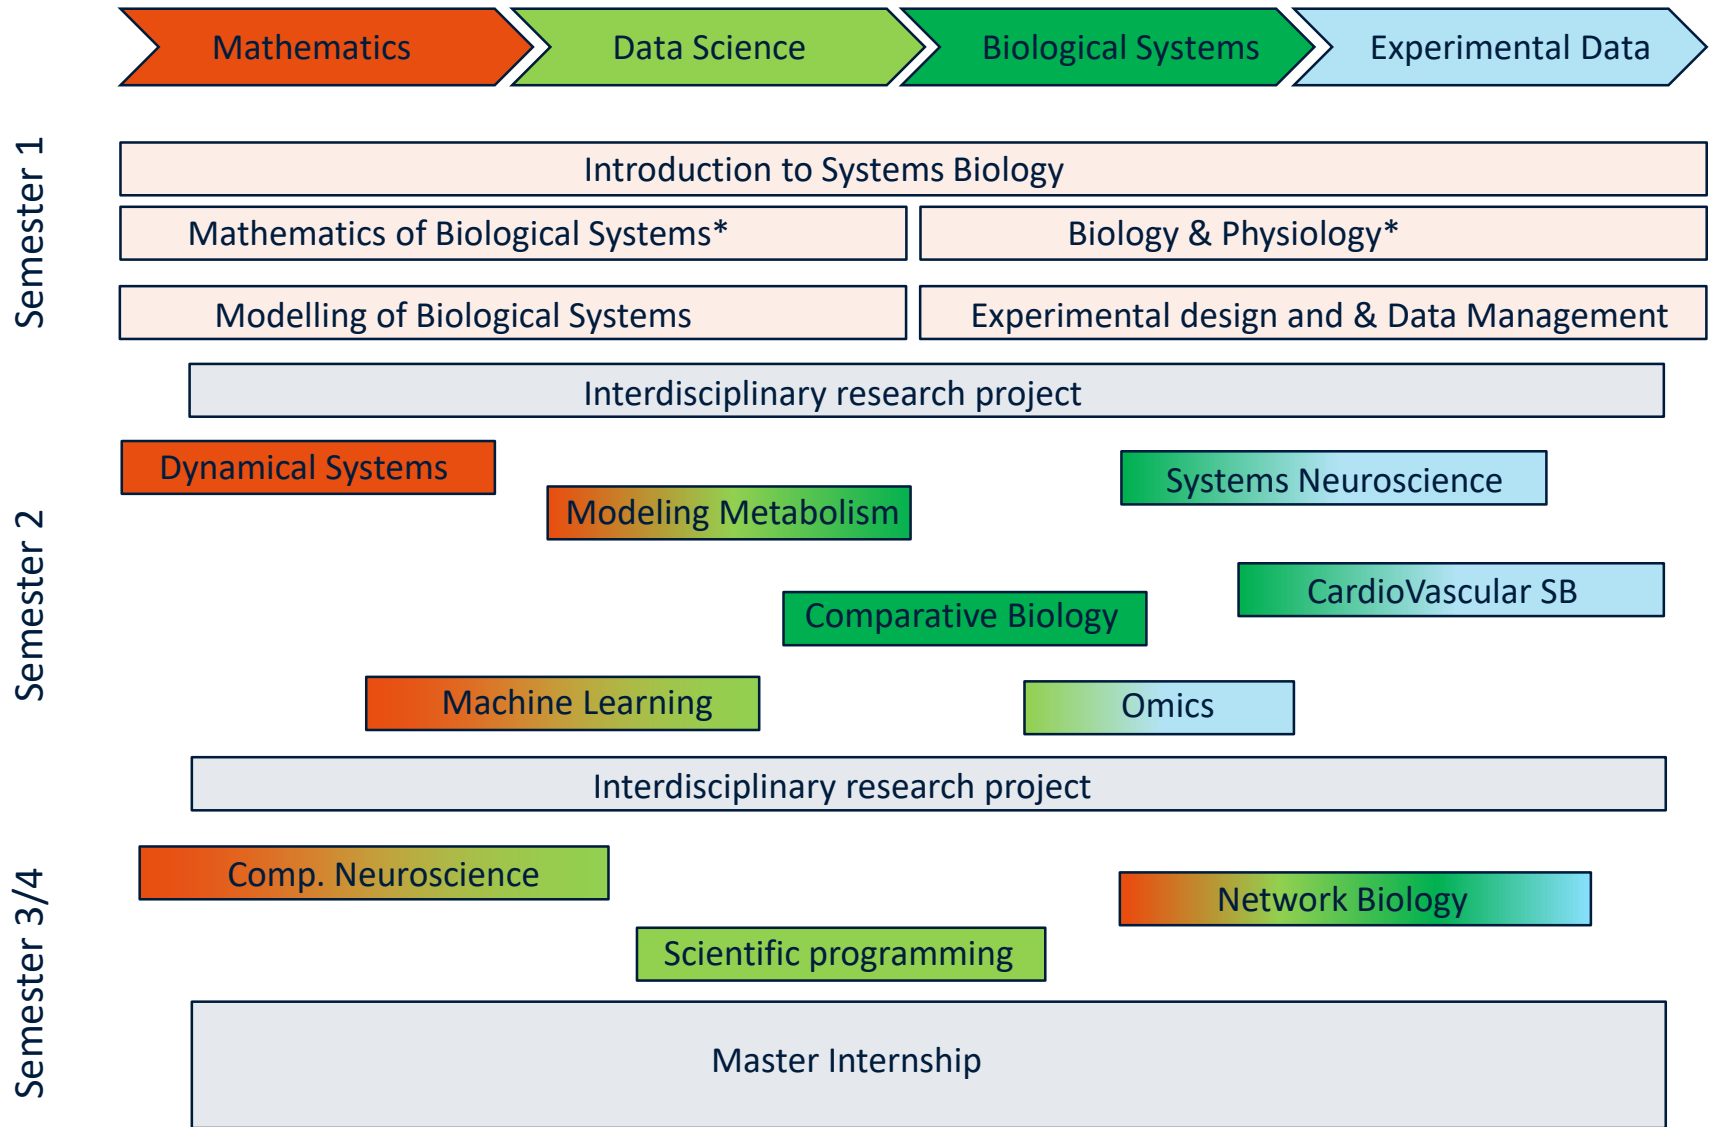 Mathematics
Data Science
Biological Systems
Experimental Data
Semester 1
Introduction to Systems Biology
Mathematics of Biological Systems*
Biology & Physiology*
Modelling of Biological Systems
Experimental design and & Data Management
Interdisciplinary research project
Semester 2
Dynamical Systems
Systems Neuroscience
Modeling Metabolism
CardioVascular SB
Comparative Biology
Machine Learning
Omics
Interdisciplinary research project
Semester 3/4
Comp. Neuroscience
Network Biology
Scientific programming
Master Internship